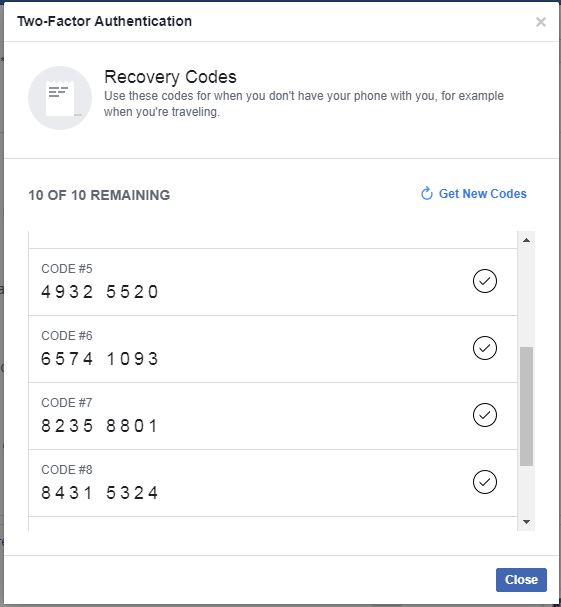 Two-Factor Authentication
Recovery Codes
Use these codes for when you don't have your phone with you, for example
when you're traveling.
10 OF 10 REMAINING
Get New Codes
CODE #5
4932 5520
CODE #6
6574 1093
CODE #7
8235 8801
CODE #8
8431 5324
Close